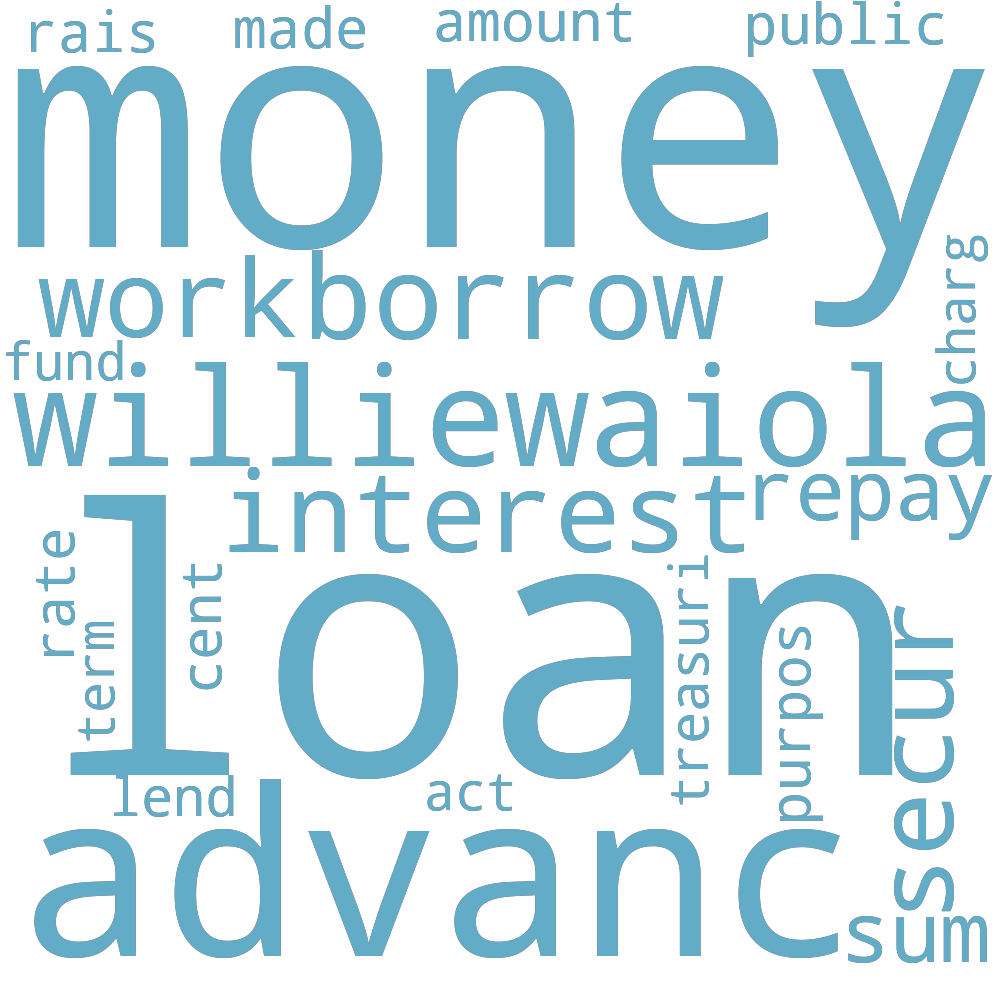 rais made amount public
money
charg
workborrow
fund
williewaiola
interest repay
rate
term
cent
loan
treasuri
purpos
secur
lend act
advanc
sum